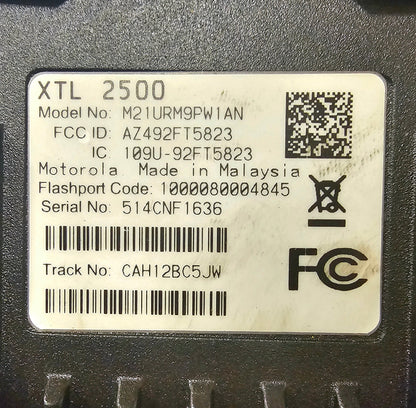 XTL 2500
Model No: M21URM9PW1AN
FCC ID: AZ492FT5823
IC 109U-92FT5823
Motorola Made in Malaysia
Flashport Code: 1000080004845
Serial No: 514CNF1636
Track No: CAH12BC5JW
FC